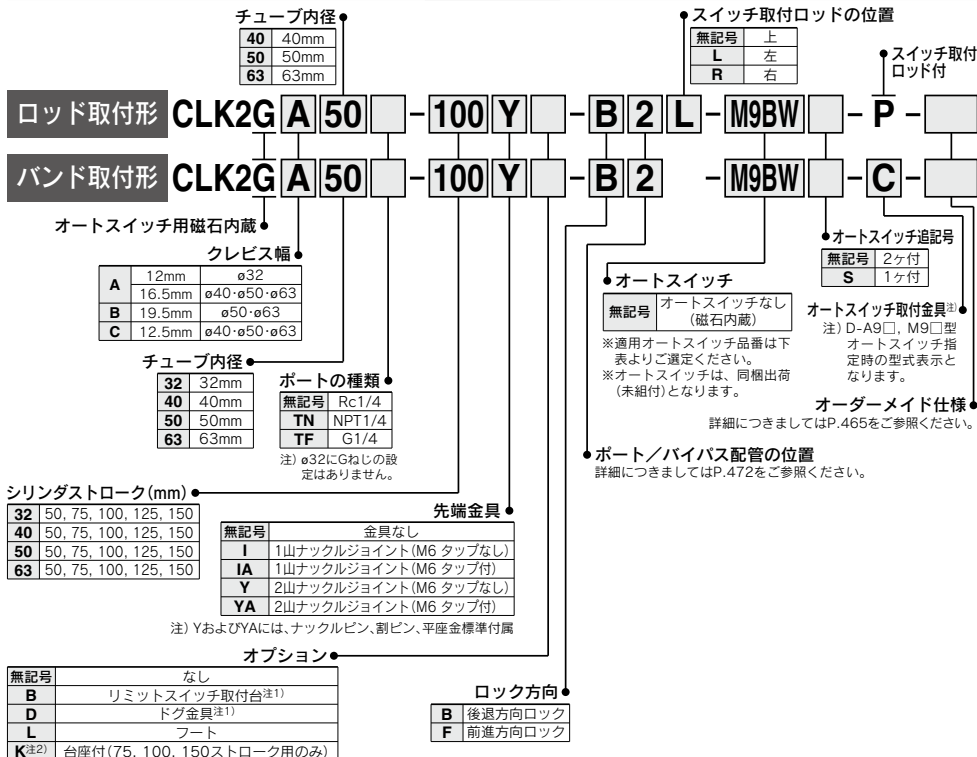 チューブ内径
40 40mm
50 50mm
63 63mm
スイッチ取付ロッドの位置
無記号 上
L 左
R 右
スイッチ取付
ロッド付
ロッド取付形 CLK2G A 50 - 100 Y - B 2 L - M9BW - P -
バンド取付形 CLK2G A 50 - 100 Y - B 2 - M9BW - C -
オートスイッチ用磁石内蔵
クレビス幅
A 12mm ø32
16.5mm ø40·ø50·ø63
B 19.5mm ø50·ø63
C 12.5mm ø40·ø50·ø63
チューブ内径
32 32mm
40 40mm
50 50mm
63 63mm
ポートの種類
無記号 Rc1/4
TN NPT1/4
TF G1/4
注) ø32にGねじの設
定はありません。
シリンダストローク(mm)
32 50, 75, 100, 125, 150
40 50, 75, 100, 125, 150
50 50, 75, 100, 125, 150
63 50, 75, 100, 125, 150
先端金具
無記号 金具なし
I 1山ナックルジョイント(M6 タップなし)
IA 1山ナックルジョイント(M6 タップ付)
Y 2山ナックルジョイント(M6 タップなし)
YA 2山ナックルジョイント(M6 タップ付)
注) YおよびYAには、ナックルピン、割ピン、平座金標準付属
オプション
無記号 なし
B リミットスイッチ取付台注1)
D ドグ金具注1)
L フート
K注2) 台座付(75, 100, 150ストローク用のみ)
ロック方向
B 後退方向ロック
F 前進方向ロック
ポート／バイパス配管の位置
詳細につきましてはP.472をご参照ください。
オートスイッチ
無記号 オートスイッチなし
(磁石内蔵)
※適用オートスイッチ品番は下
表よりご選定ください。
※オートスイッチは、同梱出荷
(未組付)となります。
オートスイッチ追記号
無記号 2ヶ付
S 1ヶ付
オートスイッチ取付金具注)
注) D-A9□, M9□型
オートスイッチ指
定時の型式表示と
なります。
オーダーメイド仕様
詳細につきましてはP.465をご参照ください。